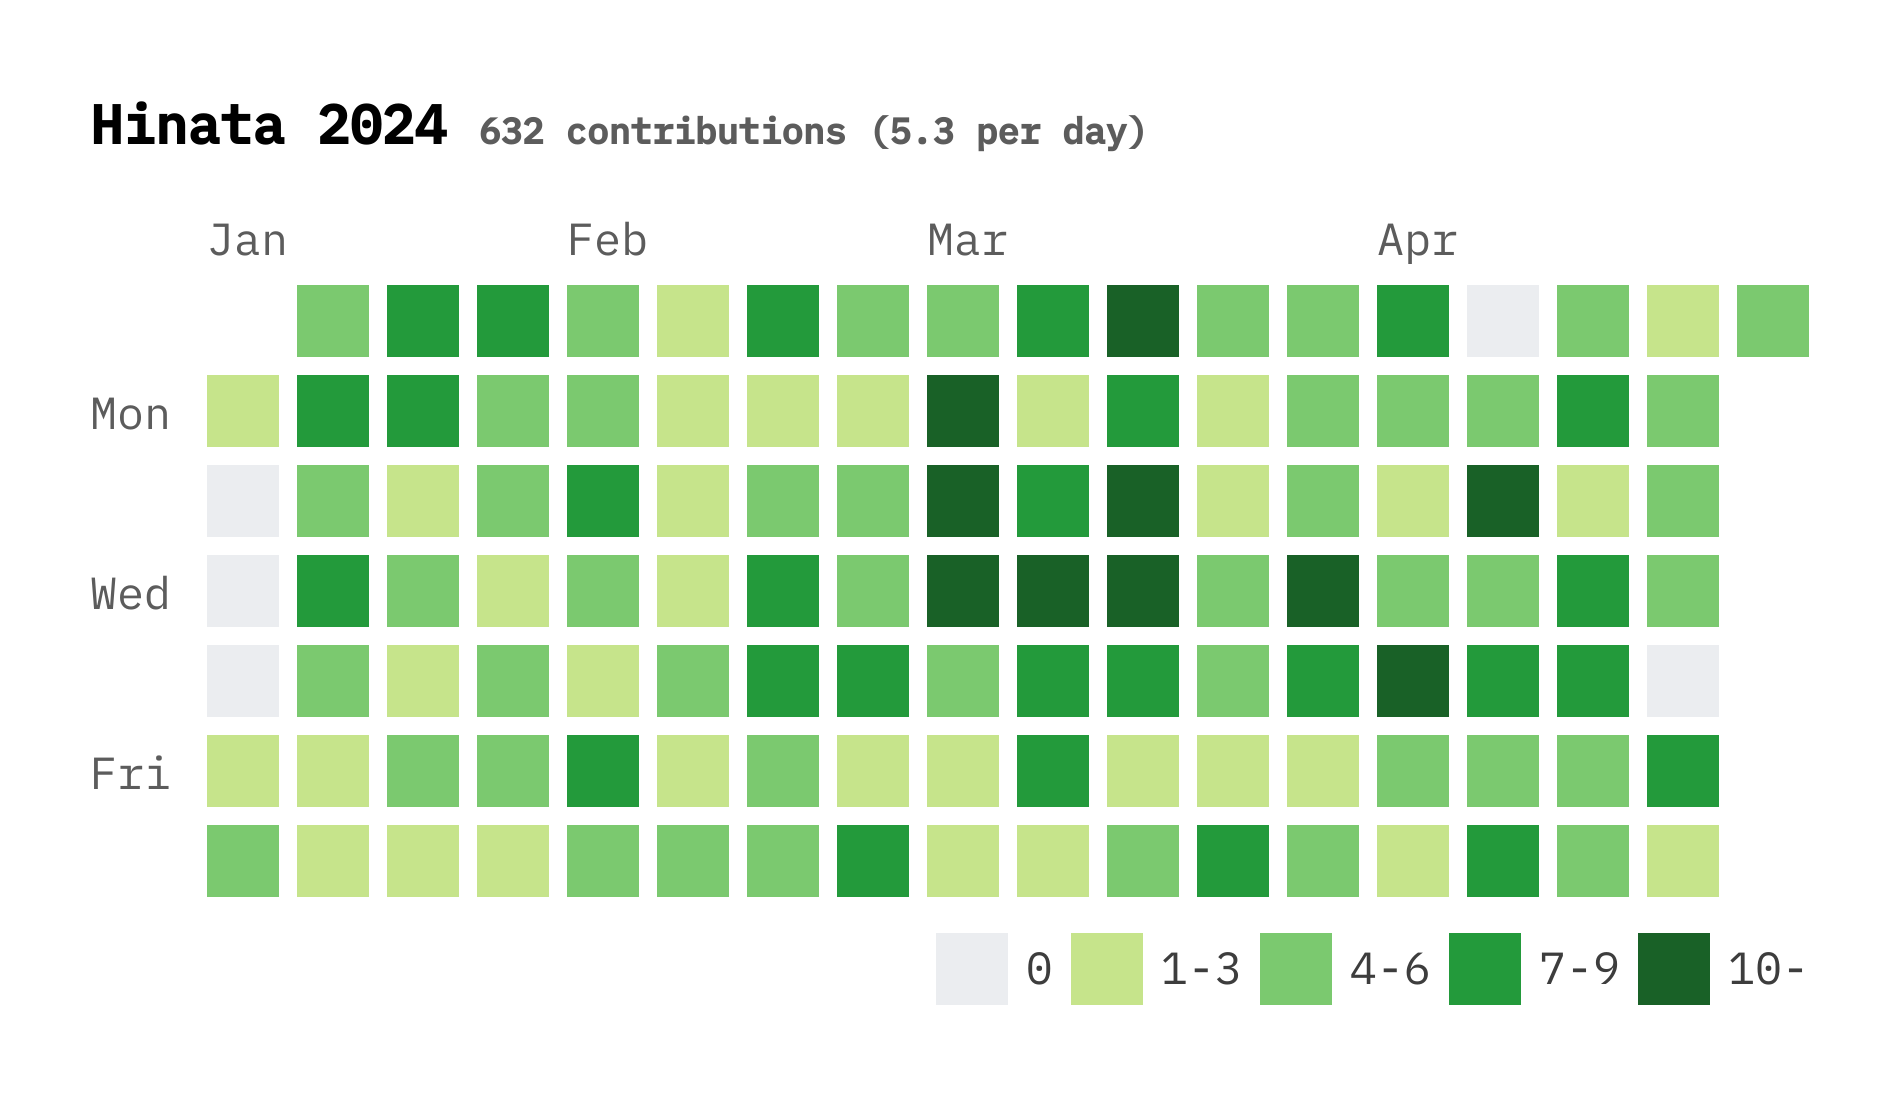 Hinata 2024 632 contributions (5.3 per day)
Jan Feb Mar Apr
Mon
Wed
Fri
0 1-3 4-6 7-9 10-